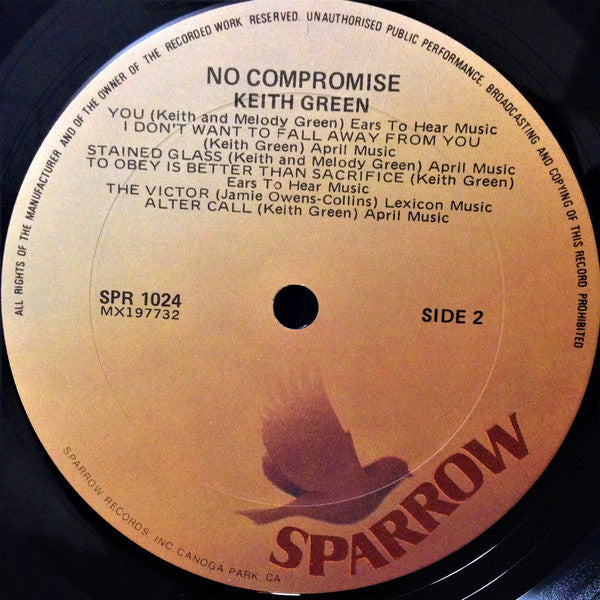 ALL RIGHTS OF THE MANUFACTURER AND OF THE OWNER OF THE RECORDED WORK RESERVED. UNAUTHORISED PUBLIC PERFORMANCE, BROADCASTING AND COPYING OF THIS RECORD PROHIBITED
NO COMPROMISE
KEITH GREEN
YOU (Keith and Melody Green) Ears To Hear Music
I DON'T WANT TO FALL AWAY FROM YOU
(Keith Green) April Music
STAINED GLASS (Keith and Melody Green) April Music
TO OBEY IS BETTER THAN SACRIFICE (Keith Green)
Ears To Hear Music
THE VICTOR (Jamie Owens-Collins) Lexicon Music
ALTER CALL (Keith Green) April Music
SPR 1024
MX197732
SIDE 2
SPARROW
SPARROW RECORDS, INC CANOGA PARK, CA